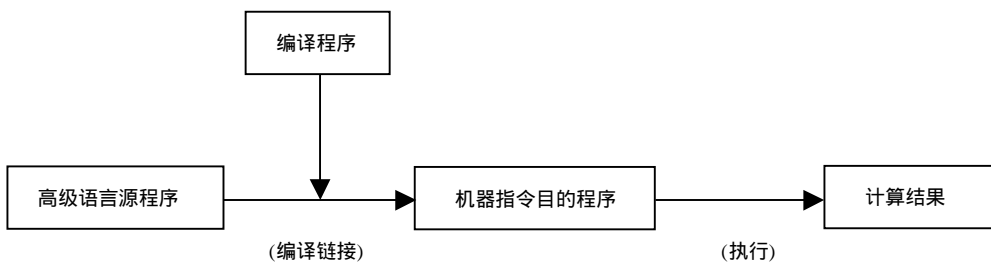 编译程序
高级语言源程序
机器指令目的程序
计算结果
(编译链接)
(执行)